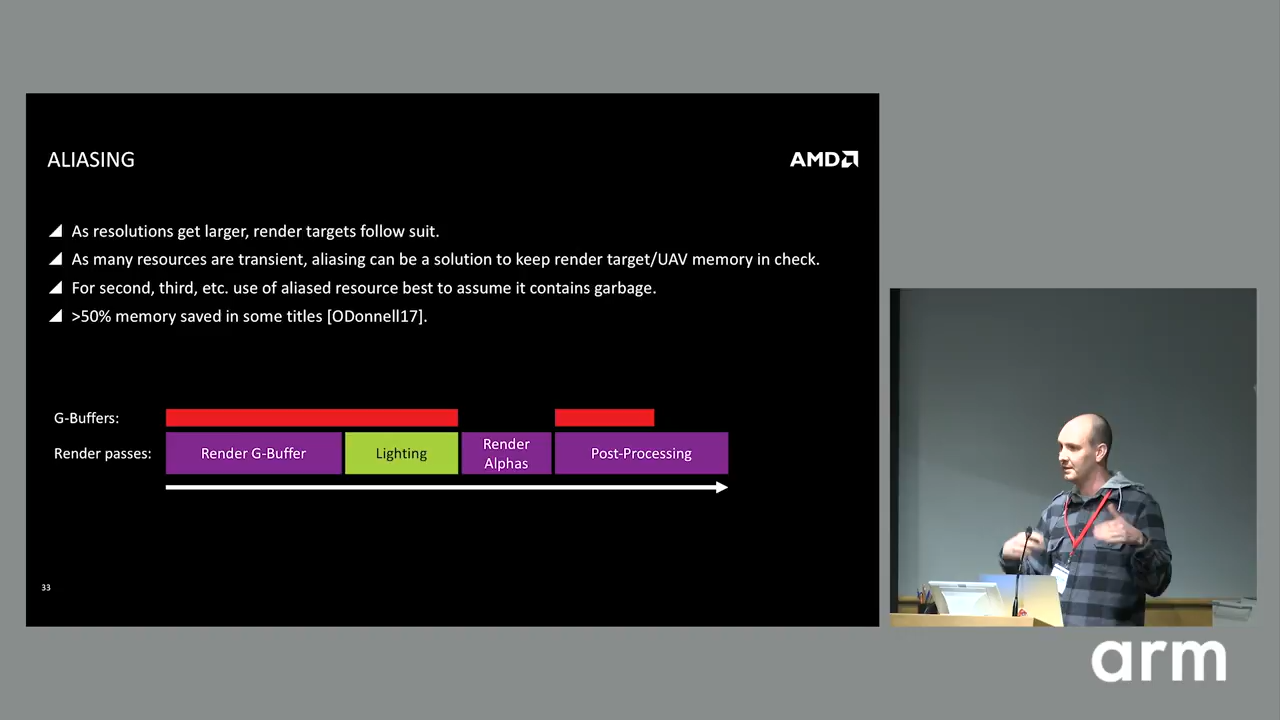 ALIASING
AMD
As resolutions get larger, render targets follow suit.
As many resources are transient, aliasing can be a solution to keep render target/UAV memory in check.
For second, third, etc. use of aliased resource best to assume it contains garbage.
>50% memory saved in some titles [ODonnell17].
G-Buffers:
Render passes:
Render G-Buffer
Lighting
Render
Alphas
Post-Processing
33
arm